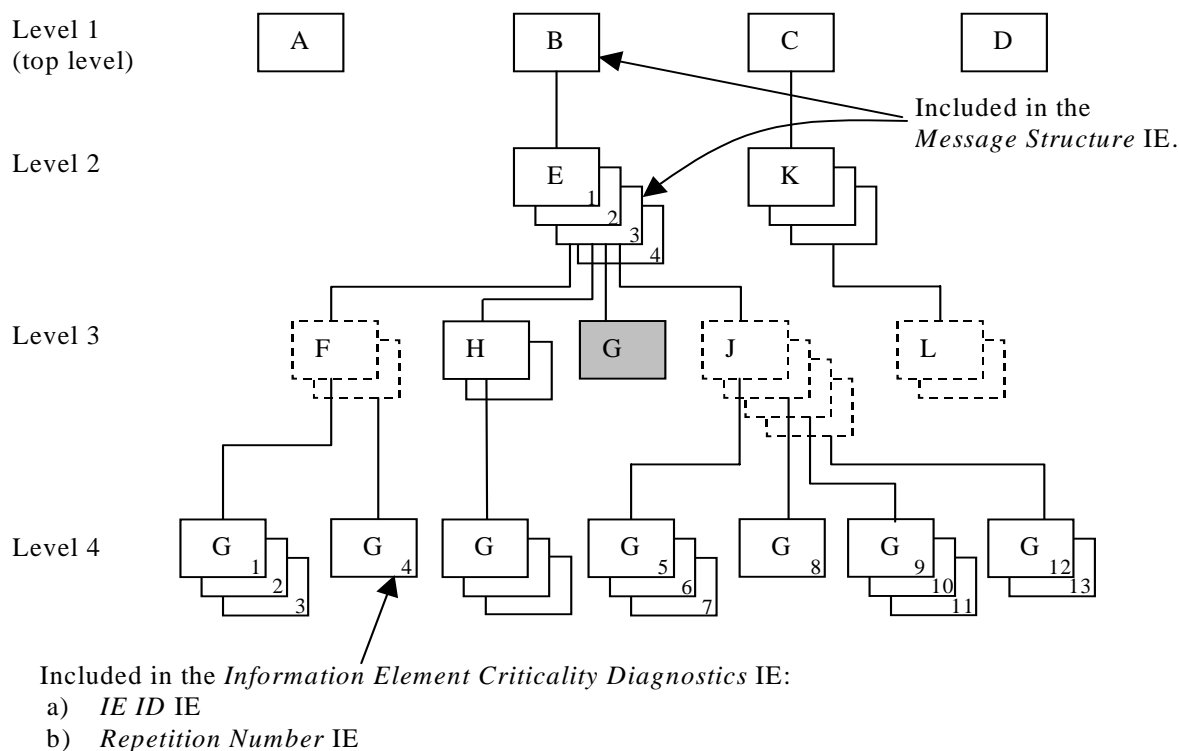 Level 1
(top level)
A
B
C
D
Included in the
Message Structure IE.
Level 2
E
1
2
3
4
K
Level 3
F
H
G
J
L
Level 4
G
1
2
3
G
4
G
G
5
6
7
G
8
G
9
10
11
G
12
13
Included in the Information Element Criticality Diagnostics IE:
a) IE ID IE
b) Repetition Number IE